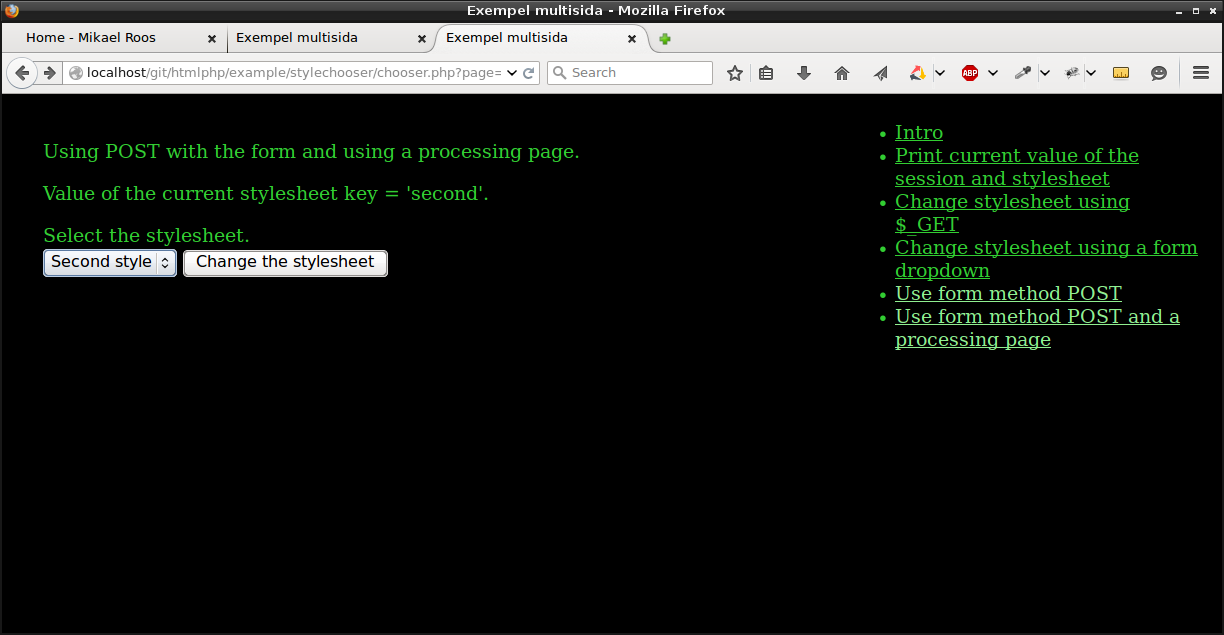 Exempel multisida - Mozilla Firefox
Home - Mikael Roos
Exempel multisida
Exempel multisida
localhost/git/htmlphp/example/stylechooser/chooser.php?page=
Search
ABP
Using POST with the form and using a processing page.
Value of the current stylesheet key = 'second'.
Select the stylesheet.
Second style
Change the stylesheet
Intro
Print current value of the
session and stylesheet
Change stylesheet using
$_GET
Change stylesheet using a form
dropdown
Use form method POST
Use form method POST and a
processing page